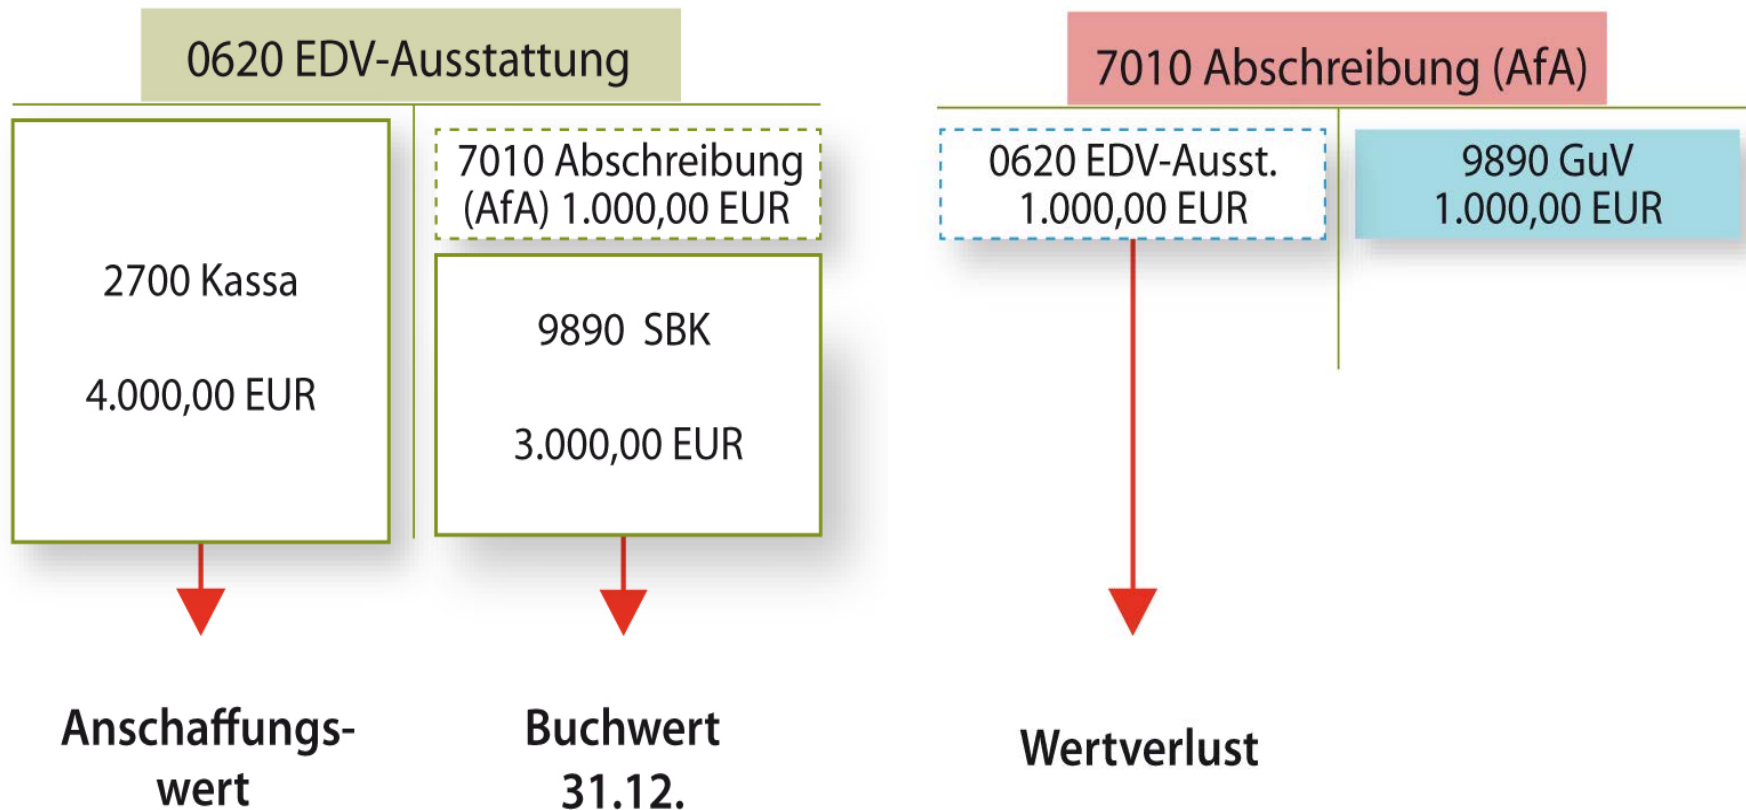 0620 EDV-Ausstattung
2700 Kassa
4.000,00 EUR
7010 Abschreibung
(AfA) 1.000,00 EUR
9890 SBK
3.000,00 EUR
Anschaffungs-
wert
Buchwert
31.12.
7010 Abschreibung (AfA)
0620 EDV-Ausst.
1.000,00 EUR
9890 GuV
1.000,00 EUR
Wertverlust